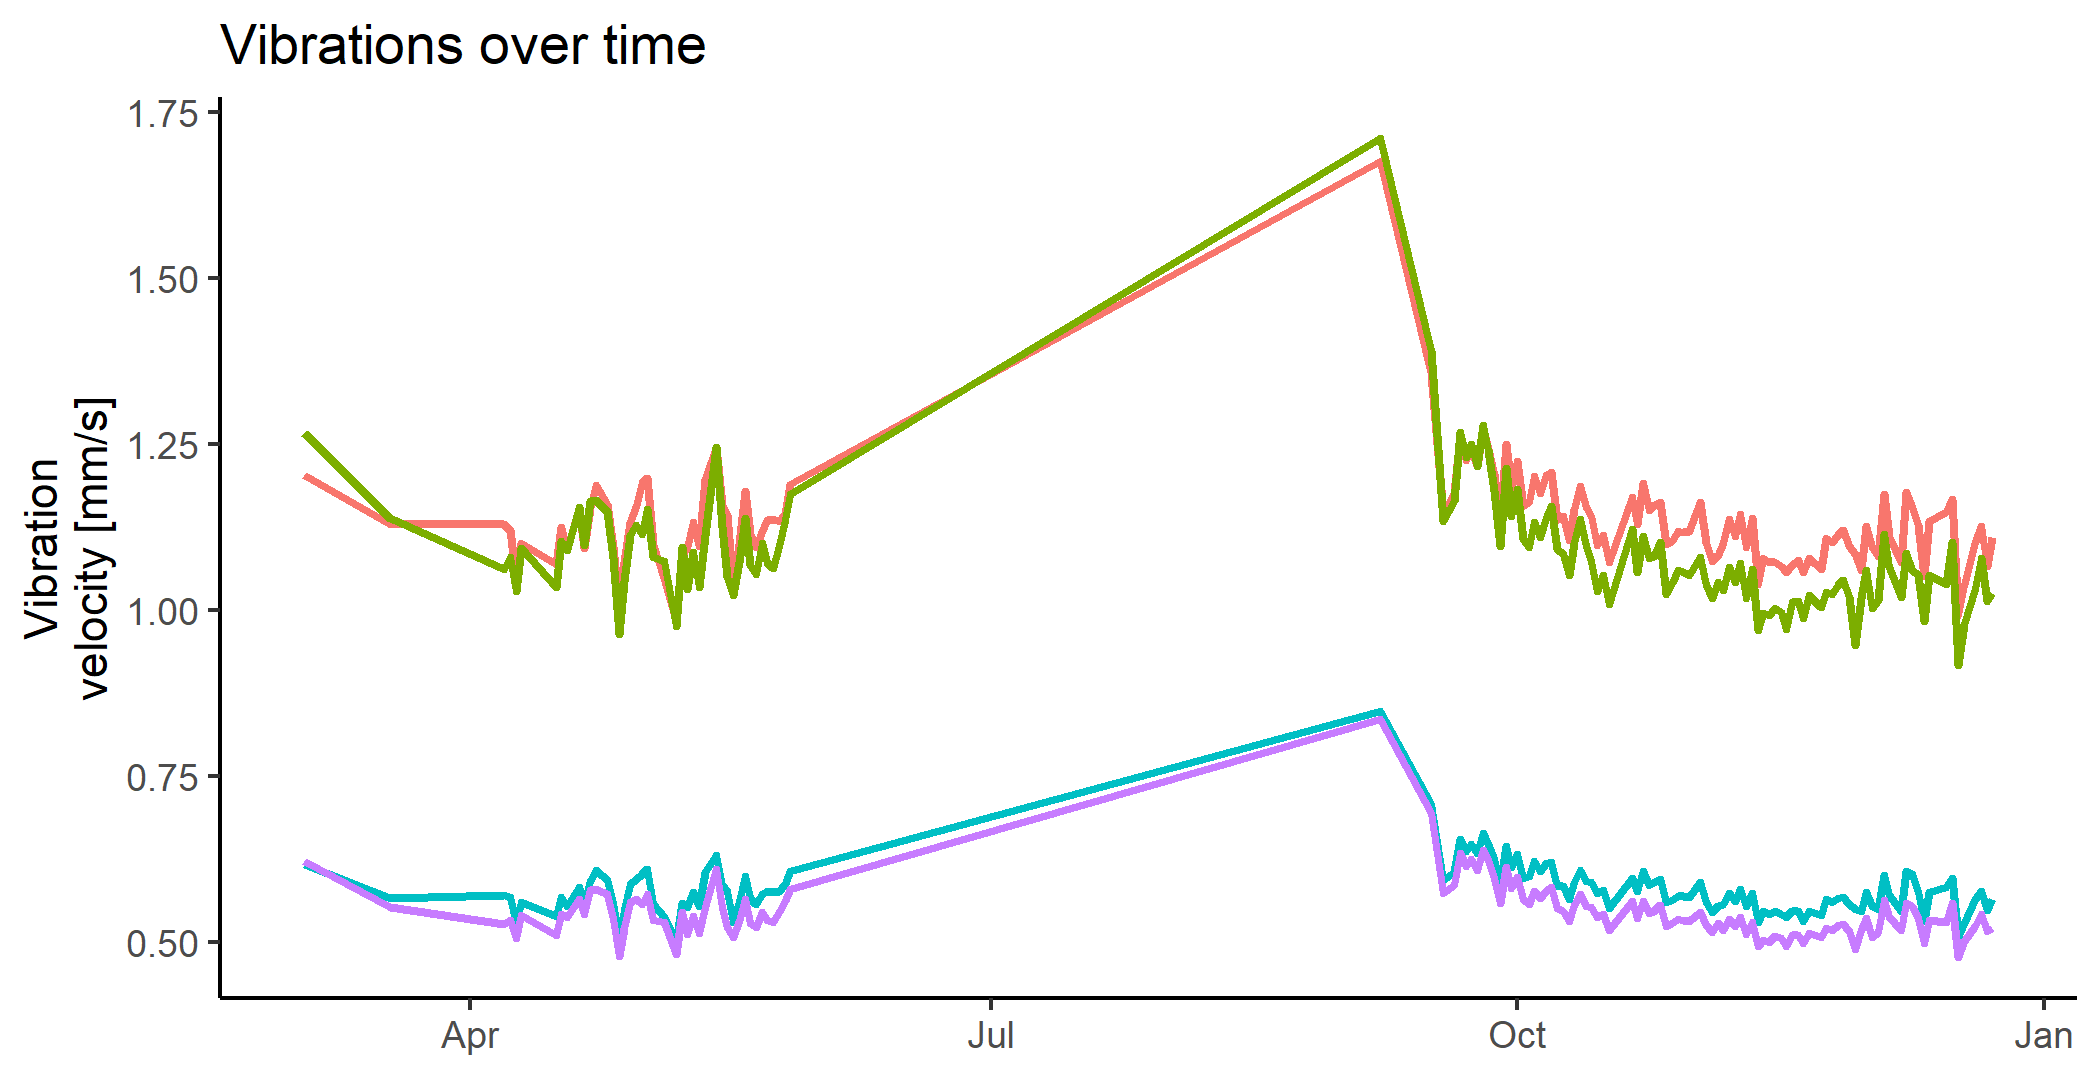 Vibrations over time
Vibration
velocity [mm/s]
1.75
1.50
1.25
1.00
0.75
0.50
Apr
Jul
Oct
Jan